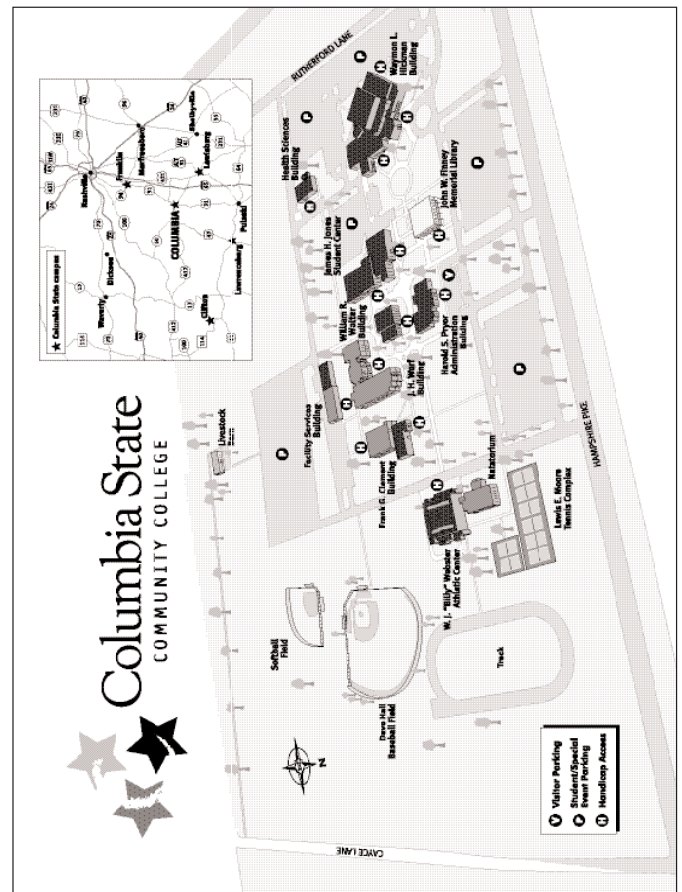 Columbia State
COMMUNITY COLLEGE
Columbia State campus
Nashville
Waverly
Dickson
Franklin
Murfreesboro
COLUMBIA
Lewisburg
Shelbyville
Clifton
Lawrenceburg
Pulaski
RUTHERFORD LANE
Livestock
Facility Services
Building
Health Sciences
Building
Waymon L.
Hickman
Building
James H. Jones
Student Center
William R.
Walter
Building
John W. Finney
Memorial Library
Softball
Field
Frank G. Clement
Building
J. H. Warf
Building
Harold S. Pryor
Administration
Building
Dave Hall
Baseball Field
W. J. "Billy" Webster
Athletic Center
Natatorium
Lewis E. Moore
Tennis Complex
Track
HAMPSHIRE PIKE
CAYCE LANE
N
V Visitor Parking
P Student/Special
Event Parking
H Handicap Access